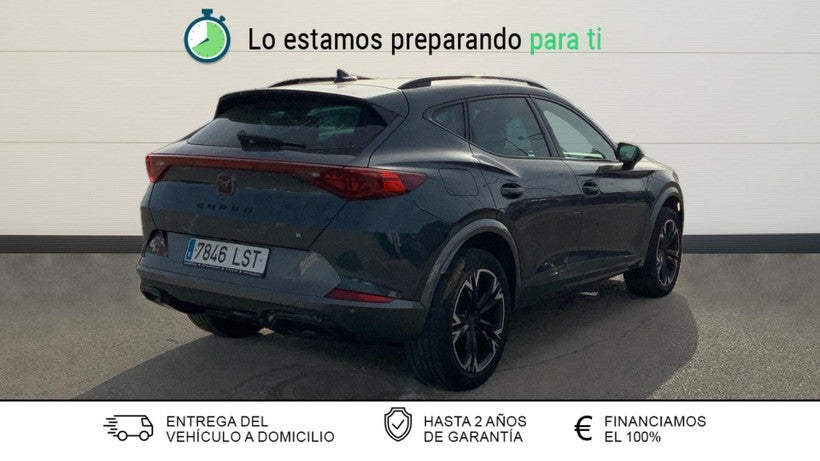 Lo estamos preparando para ti
CUPRA
7846 LST
ENTREGA DEL
VEHÍCULO A DOMICILIO
HASTA 2 AÑOS
DE GARANTÍA
€
FINANCIAMOS
EL 100%